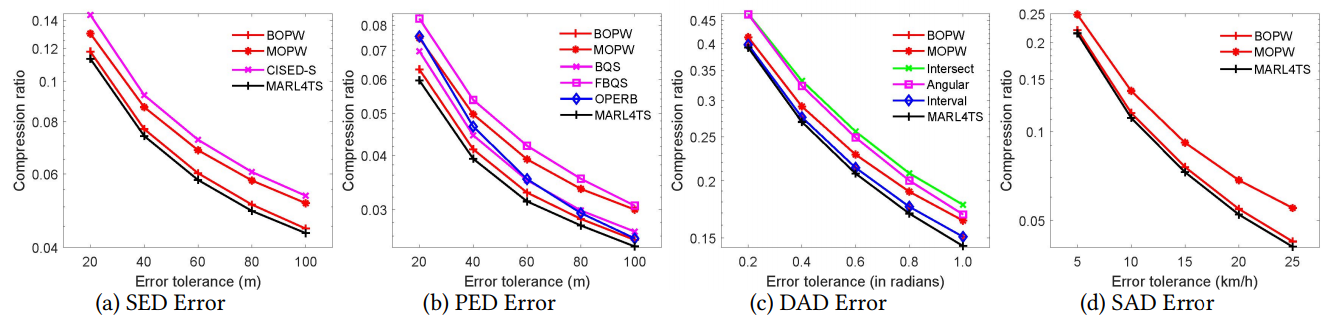 0.14
0.12
0.1
0.08
0.06
0.04
Compression ratio
BOPW
MOPW
CISED-S
MARL4TS
20 40 60 80 100
Error tolerance (m)
(a) SED Error
0.08
0.07
0.06
0.05
0.04
0.03
Compression ratio
BOPW
MOPW
BQS
FBQS
OPERB
MARL4TS
20 40 60 80 100
Error tolerance (m)
(b) PED Error
0.45
0.4
0.35
0.3
0.25
0.2
0.15
Compression ratio
BOPW
MOPW
Intersect
Angular
Interval
MARL4TS
0.2 0.4 0.6 0.8 1.0
Error tolerance (in radians)
(c) DAD Error
0.25
0.2
0.15
0.1
0.05
Compression ratio
BOPW
MOPW
MARL4TS
5 10 15 20 25
Error tolerance (km/h)
(d) SAD Error